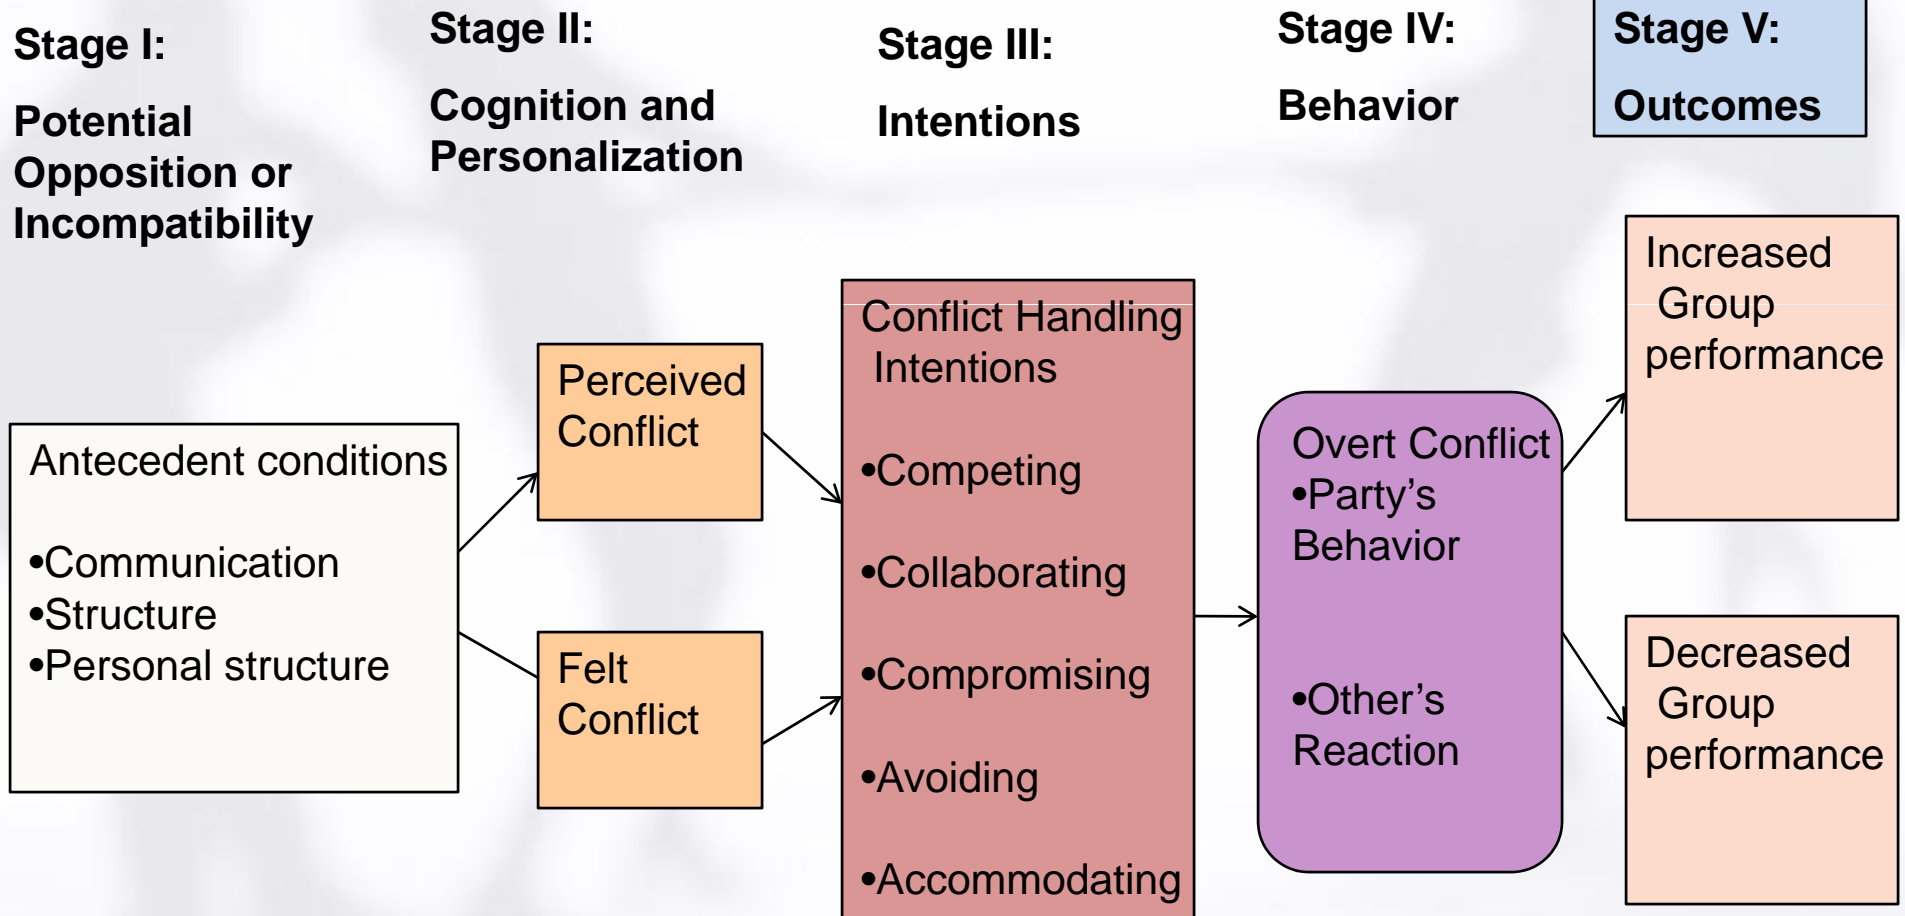 Stage I:
Potential
Opposition or
Incompatibility
Stage II:
Cognition and
Personalization
Stage III:
Intentions
Stage IV:
Behavior
Stage V:
Outcomes
Antecedent conditions
•Communication
•Structure
•Personal structure
Perceived
Conflict
Felt
Conflict
Conflict Handling
Intentions
•Competing
•Collaborating
•Compromising
•Avoiding
•Accommodating
Overt Conflict
•Party’s
Behavior
•Other’s
Reaction
Increased
Group
performance
Decreased
Group
performance